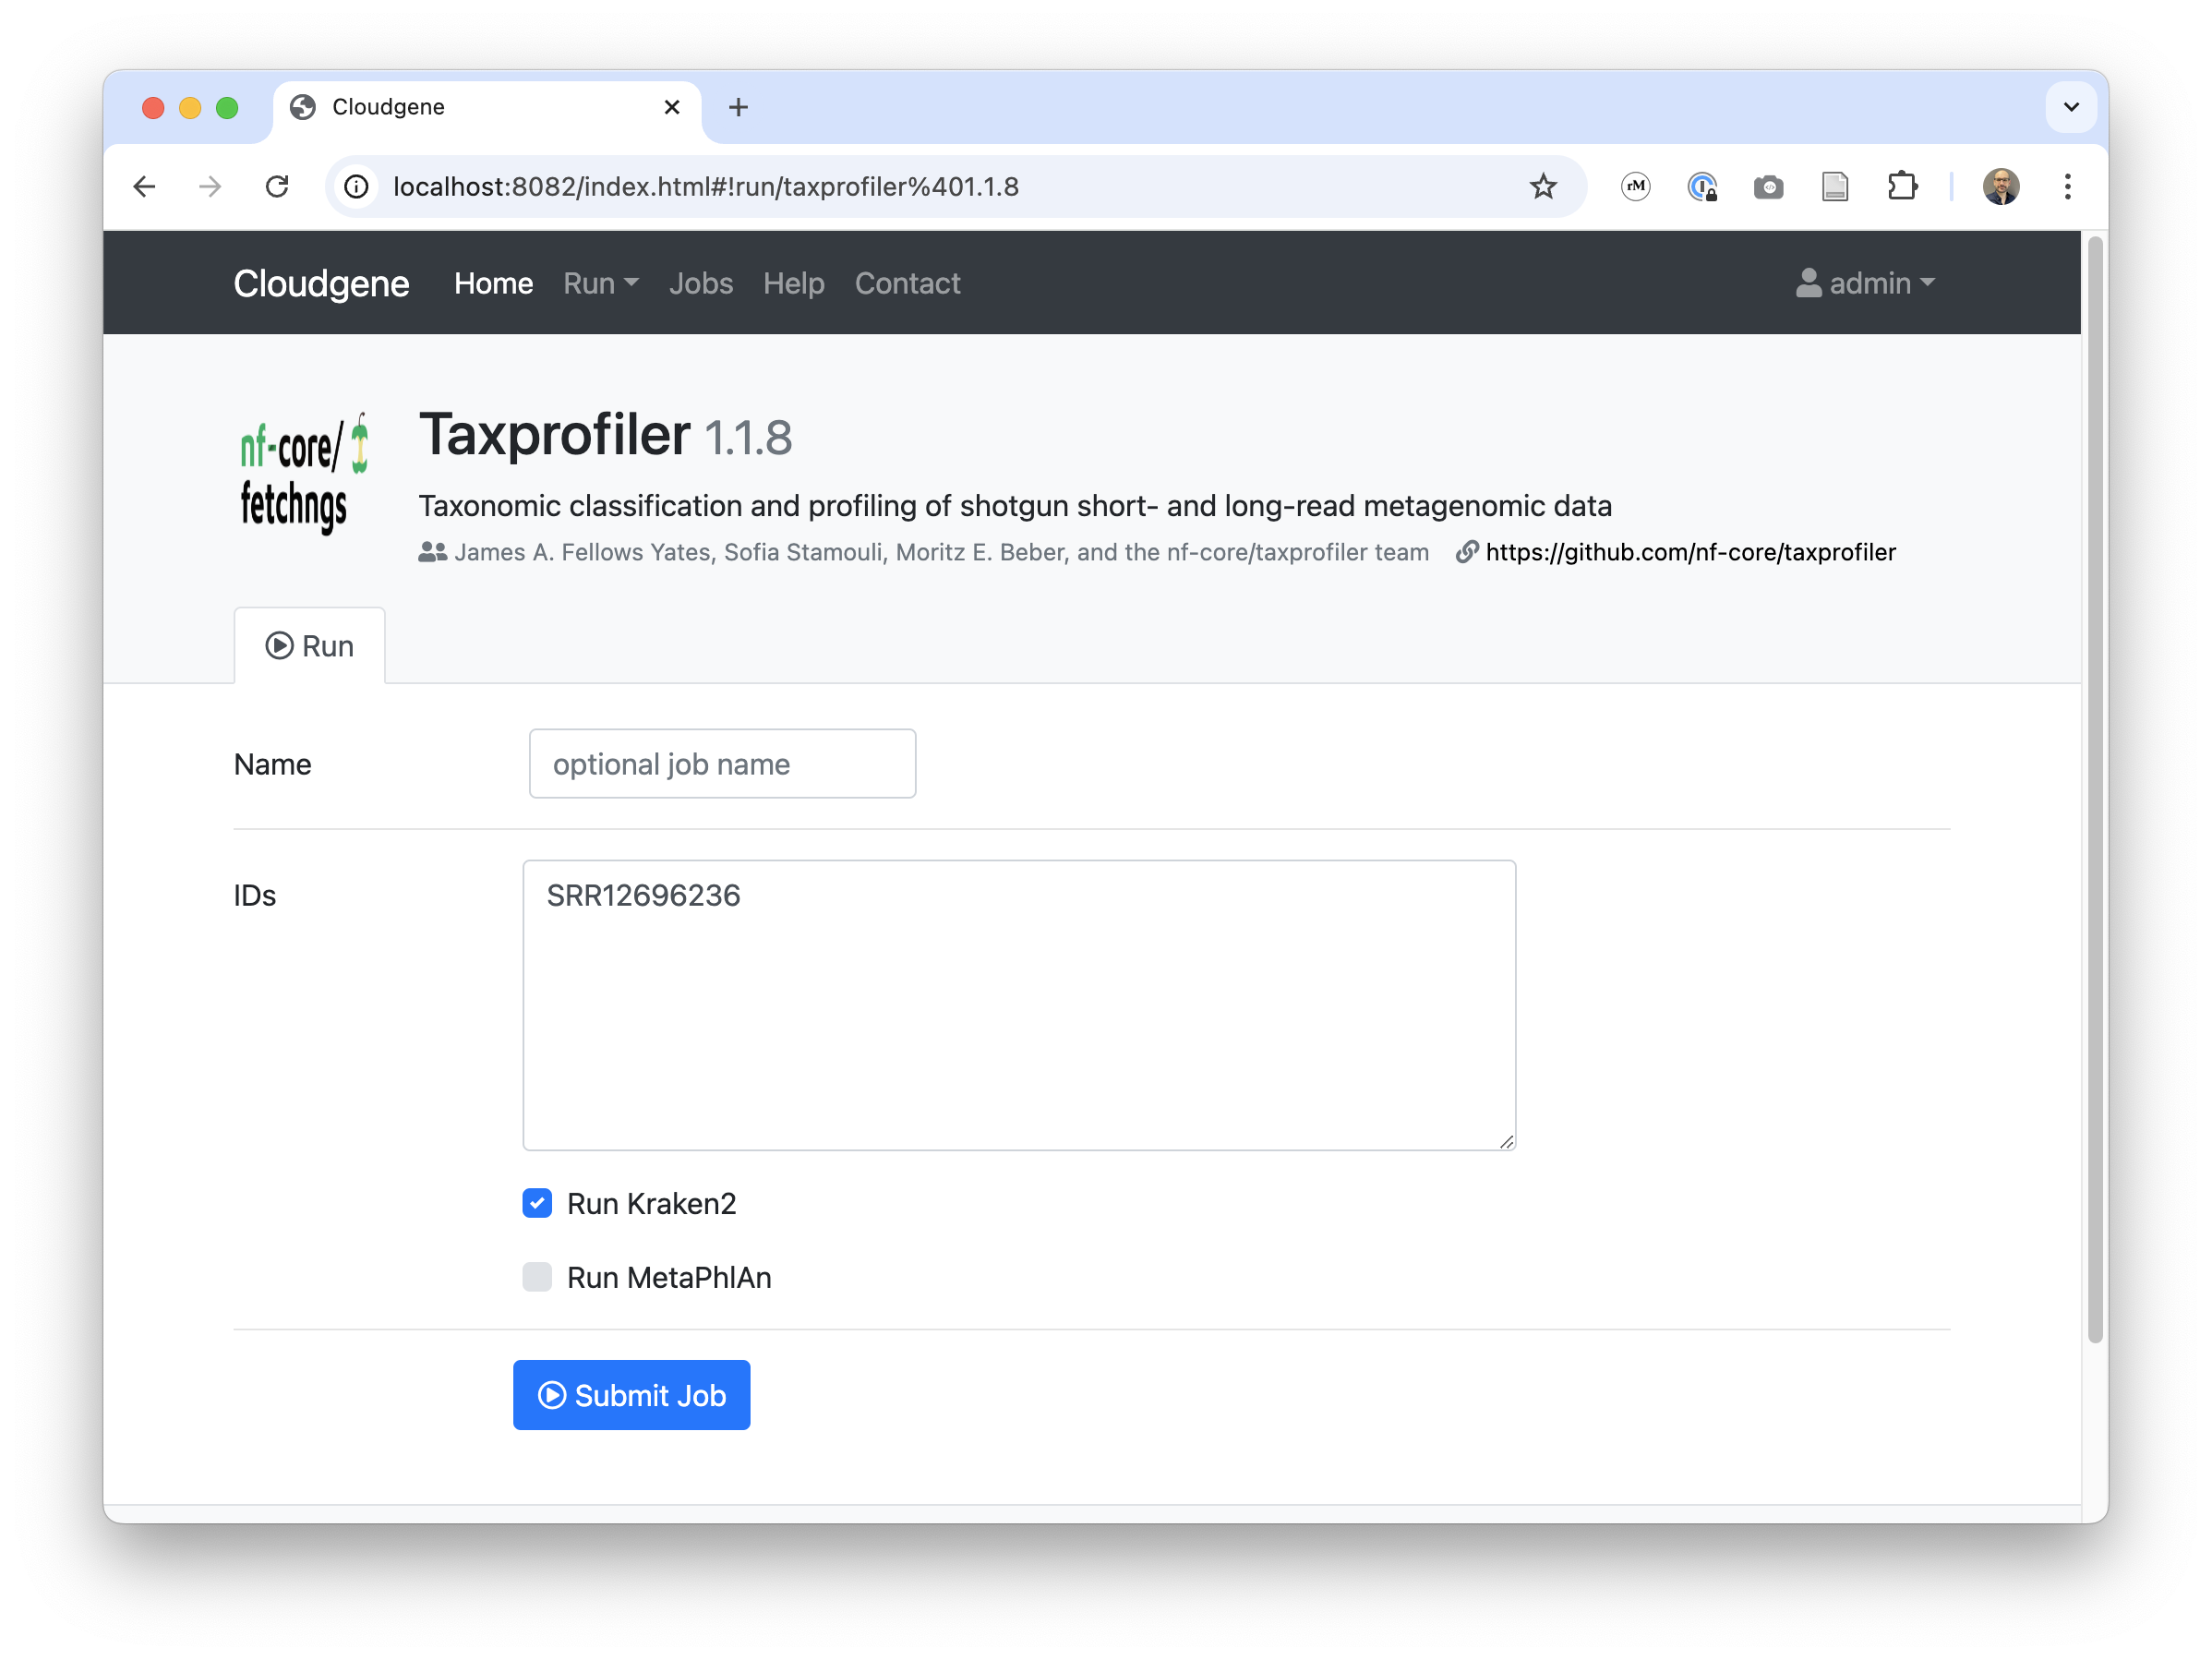 Cloudgene
localhost:8082/index.html#!run/taxprofiler%401.1.8
rM
Cloudgene Home Run Jobs Help Contact admin
nf-core/
fetchngs
Taxprofiler 1.1.8
Taxonomic classification and profiling of shotgun short- and long-read metagenomic data
James A. Fellows Yates, Sofia Stamouli, Moritz E. Beber, and the nf-core/taxprofiler team https://github.com/nf-core/taxprofiler
Run
Name optional job name
IDs SRR12696236
Run Kraken2
Run MetaPhlAn
Submit Job